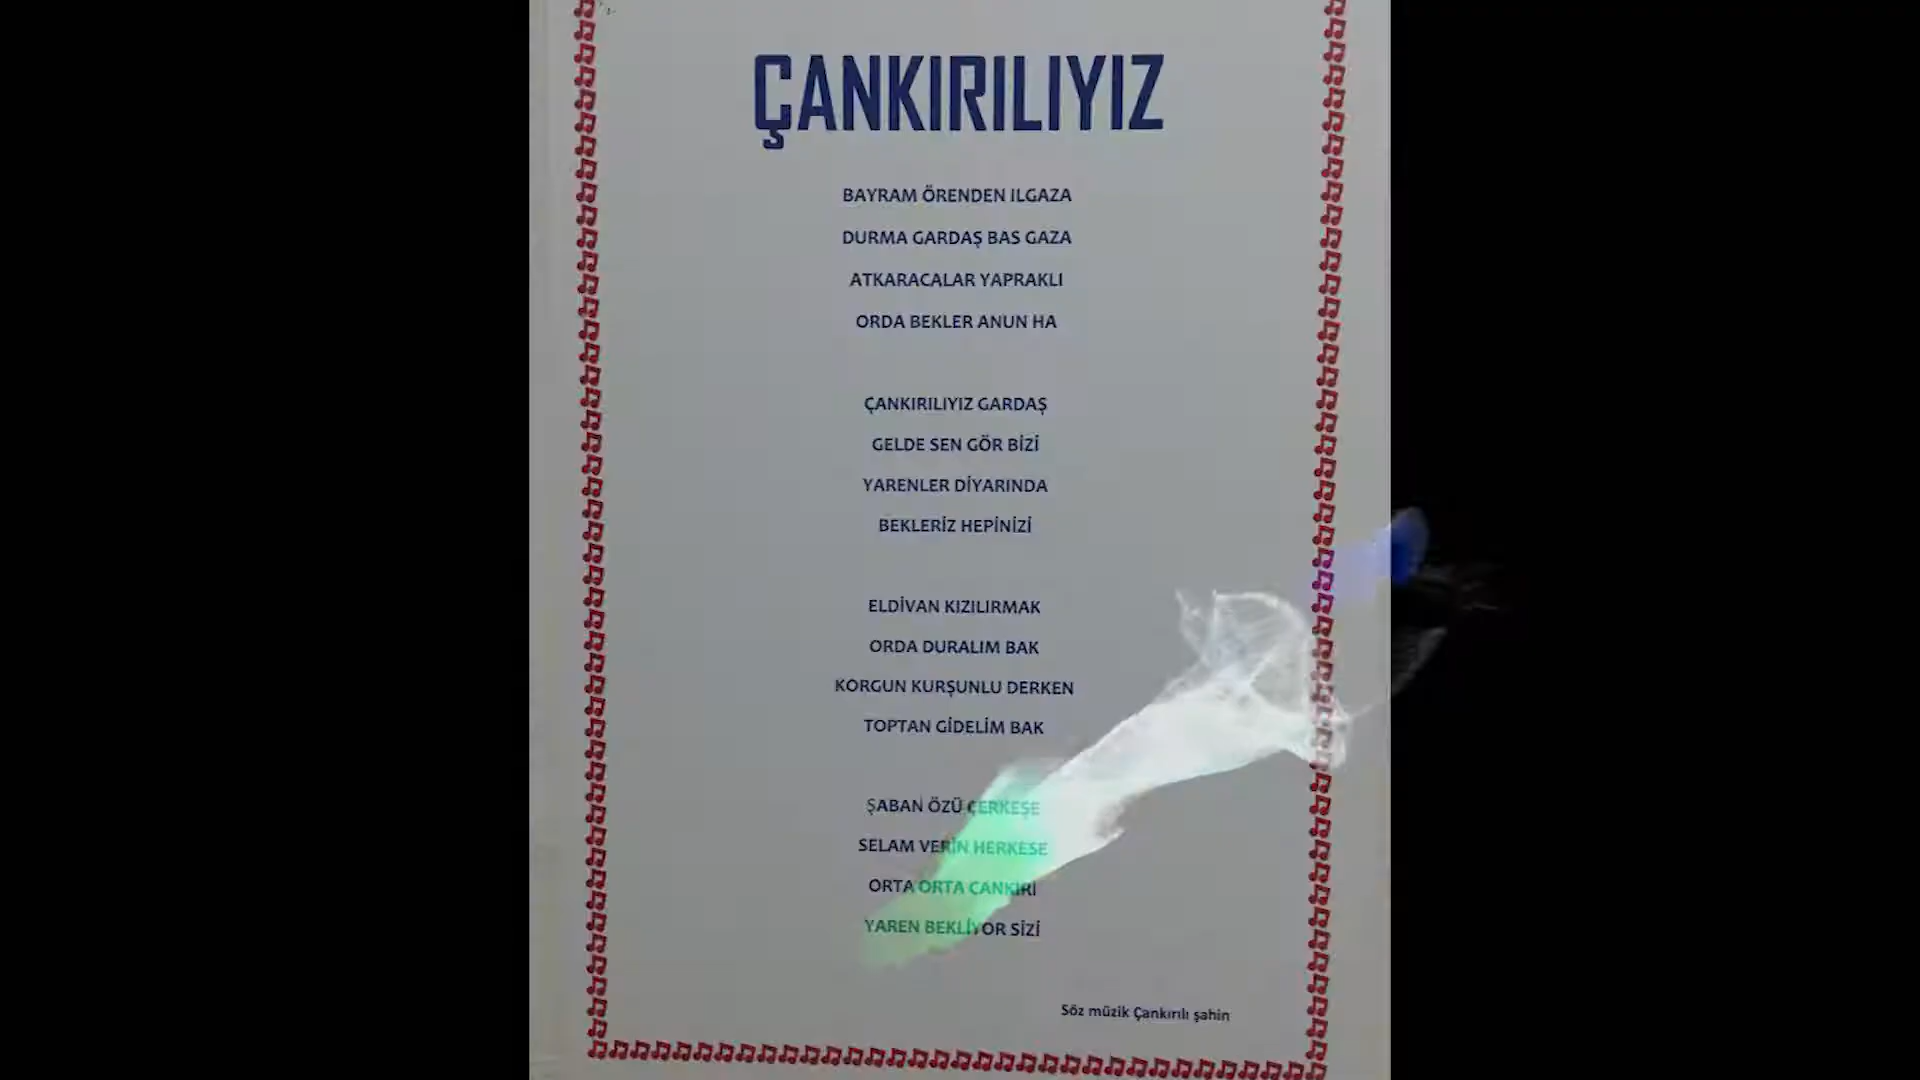 ÇANKIRILIYIZ
BAYRAM ÖRENDEN ILGAZA
DURMA GARDAŞ BAS GAZA
ATKARACALAR YAPRAKLI
ORDA BEKLER ANUN HA
ÇANKIRILIYIZ GARDAŞ
GELDE SEN GÖR BİZİ
YARENLER DİYARINDA
BEKLERİZ HEPİNİZİ
ELDİVAN KIZILIRMAK
ORDA DURALIM BAK
KORGUN KURŞUNLU DERKEN
TOPTAN GİDELİM BAK
ŞABAN ÖZÜ ÇERKEŞE
SELAM VERİN HERKESE
ORTA ORTA ÇANKIRI
YAREN BEKLİYOR SİZİ
Söz müzik Çankırılı şahin